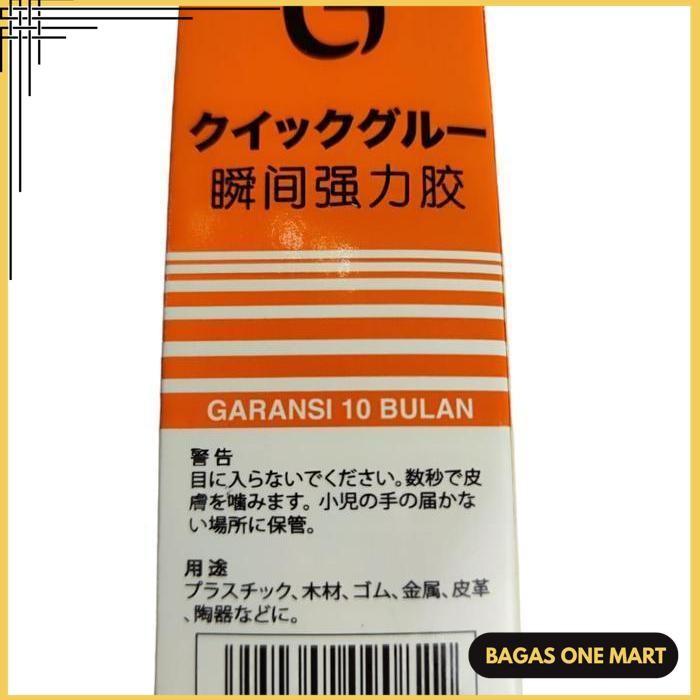 G
クイックグルー
瞬间强力胶
GARANSI 10 BULAN
警告
目に入らないでください。数秒で皮
膚を噛みます。小児の手の届かな
い場所に保管。
用途
プラスチック、木材、ゴム、金属、皮革
、陶器などに。
BAGAS ONE MART